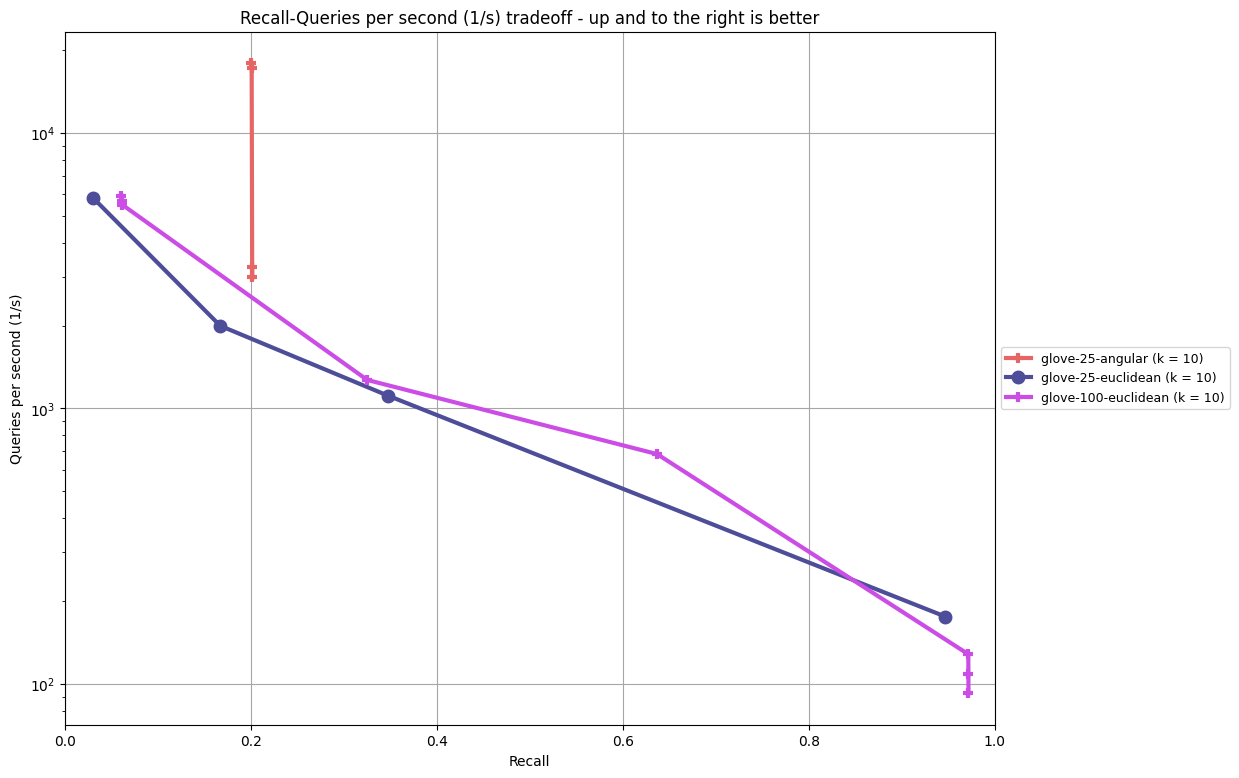 Recall-Queries per second (1/s) tradeoff - up and to the right is better
Queries per second (1/s)
10^4
10^3
10^2
0.0 0.2 0.4 0.6 0.8 1.0
Recall
glove-25-angular (k = 10)
glove-25-euclidean (k = 10)
glove-100-euclidean (k = 10)